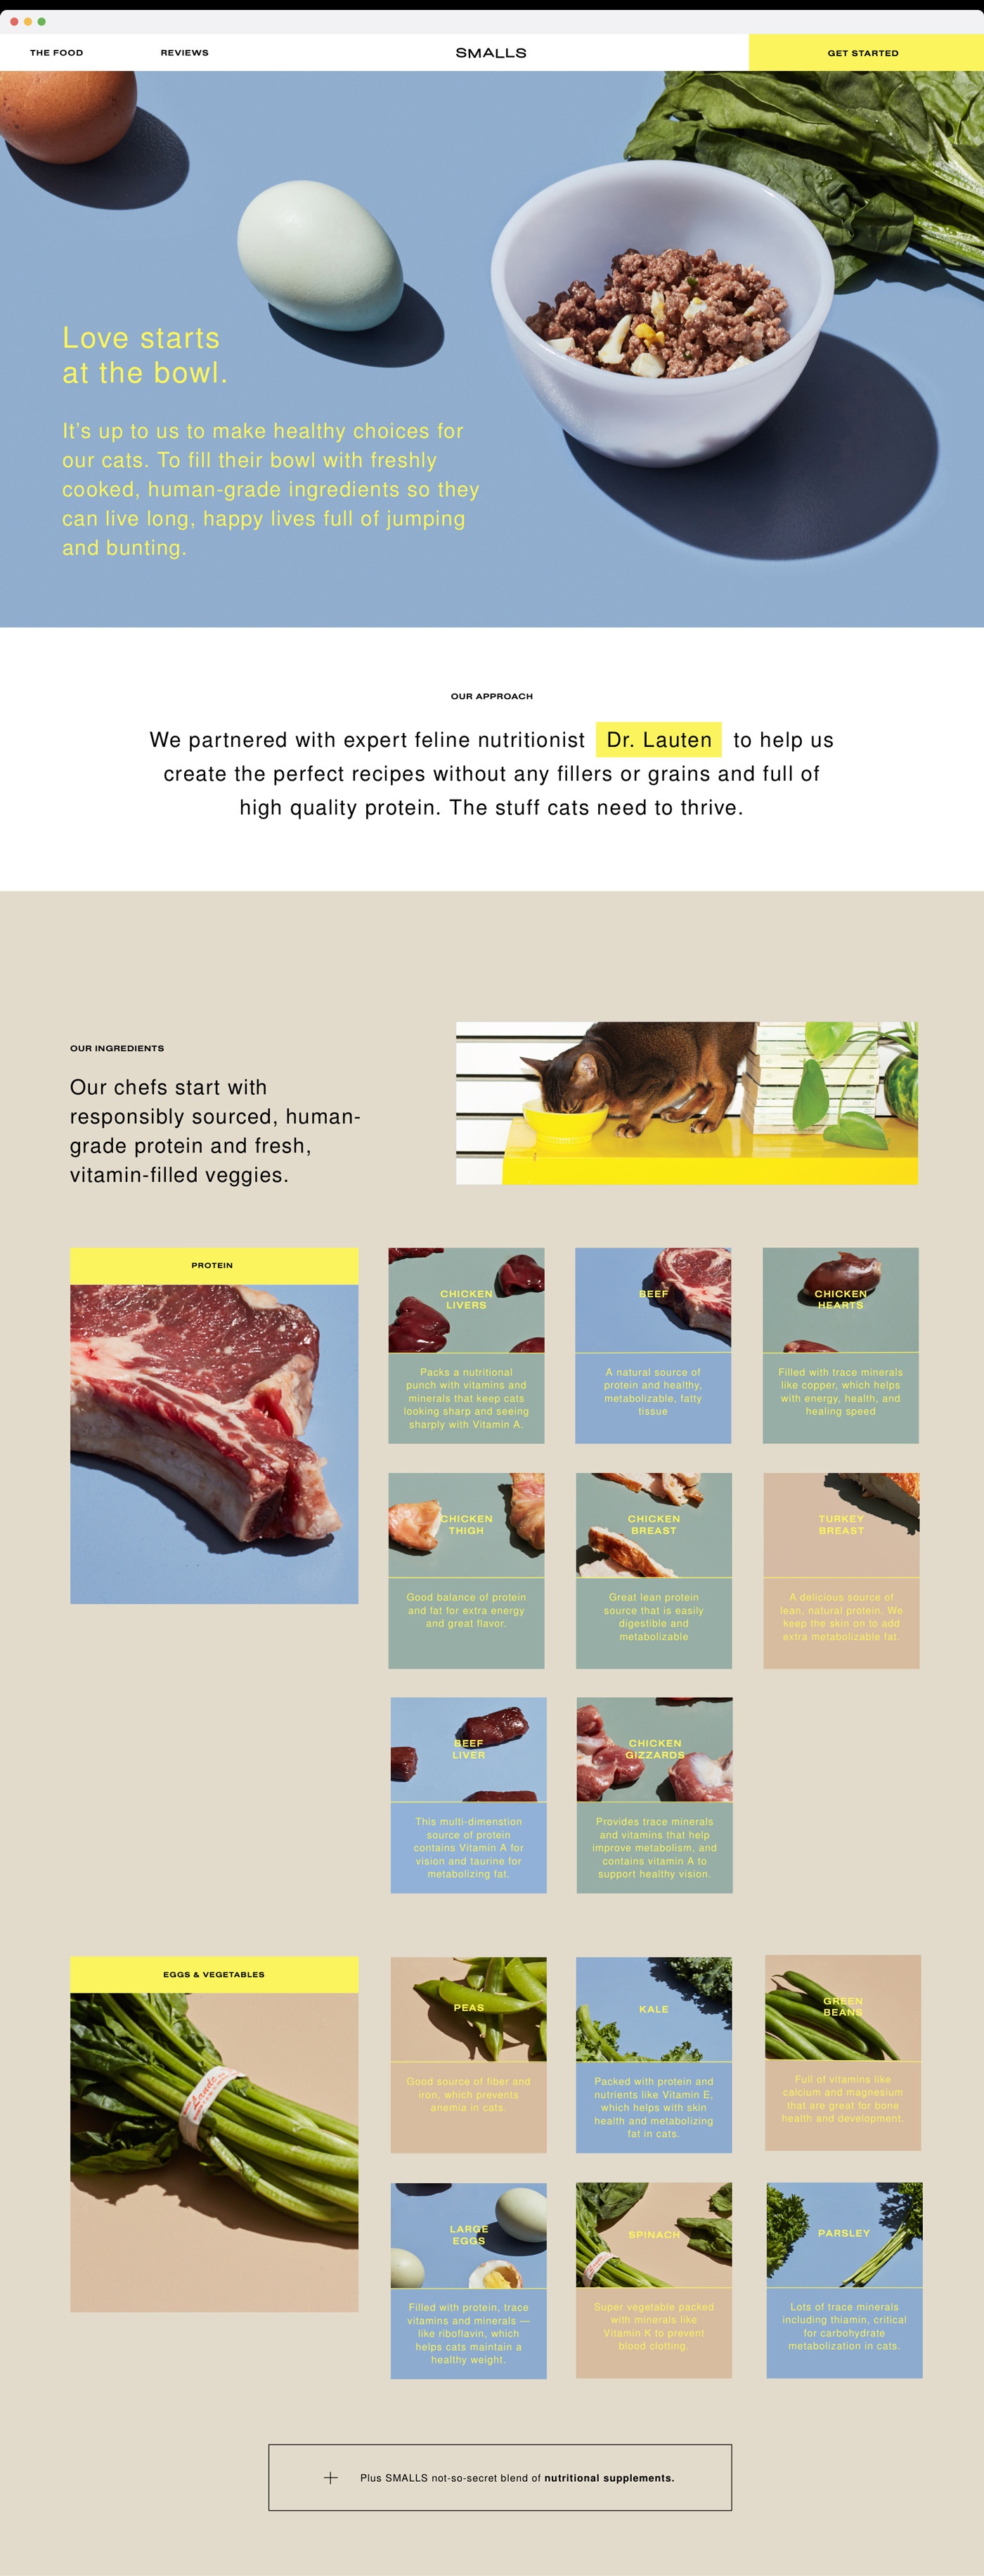 THE FOOD
REVIEWS
SMALLS
GET STARTED
Love starts
at the bowl.
It’s up to us to make healthy choices for
our cats. To fill their bowl with freshly
cooked, human-grade ingredients so they
can live long, happy lives full of jumping
and bunting.
OUR APPROACH
We partnered with expert feline nutritionist Dr. Lauten to help us
create the perfect recipes without any fillers or grains and full of
high quality protein. The stuff cats need to thrive.
OUR INGREDIENTS
Our chefs start with
responsibly sourced, human-
grade protein and fresh,
vitamin-filled veggies.
PROTEIN
CHICKEN
LIVERS
Packs a nutritional
punch with vitamins and
minerals that keep cats
looking sharp and seeing
sharply with Vitamin A.
BEEF
A natural source of
protein and healthy,
metabolizable, fatty
tissue
CHICKEN
HEARTS
Filled with trace minerals
like copper, which helps
with energy, health, and
healing speed
CHICKEN
THIGH
Good balance of protein
and fat for extra energy
and great flavor.
CHICKEN
BREAST
Great lean protein
source that is easily
digestible and
metabolizable
TURKEY
BREAST
A delicious source of
lean, natural protein. We
keep the skin on to add
extra metabolizable fat.
BEEF
LIVER
This multi-dimenstion
source of protein
contains Vitamin A for
vision and taurine for
metabolizing fat.
CHICKEN
GIZZARDS
Provides trace minerals
and vitamins that help
improve metabolism, and
contains vitamin A to
support healthy vision.
EGGS & VEGETABLES
PEAS
Good source of fiber and
iron, which prevents
anemia in cats.
KALE
Packed with protein and
nutrients like Vitamin E,
which helps with skin
health and metabolizing
fat in cats.
GREEN
BEANS
Full of vitamins like
calcium and magnesium
that are great for bone
health and development.
LARGE
EGGS
Filled with protein, trace
vitamins and minerals —
like riboflavin, which
helps cats maintain a
healthy weight.
SPINACH
Super vegetable packed
with minerals like
Vitamin K to prevent
blood clotting.
PARSLEY
Lots of trace minerals
including thiamin, critical
for carbohydrate
metabolization in cats.
Plus SMALLS not-so-secret blend of nutritional supplements.